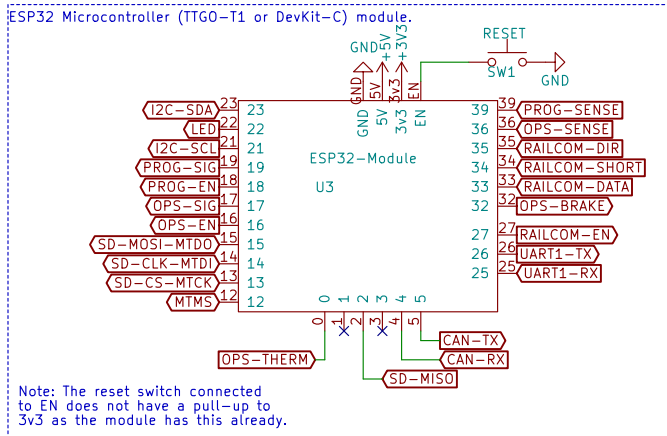 ESP32 Microcontroller (TTGO-T1 or DevKit-C) module.
RESET
SW1
GND
GND
+5V
+3V3
GND
5V
3v3
EN
GND
5V
3v3
EN
ESP32-Module
U3
I2C-SDA 23 23
LED 22 22
I2C-SCL 21 21
PROG-SIG 19 19
PROG-EN 18 18
OPS-SIG 17 17
OPS-EN 16 16
SD-MOSI-MTDO 15 15
SD-CLK-MTDI 14 14
SD-CS-MTCK 13 13
MTMS 12 12
39 39 PROG-SENSE
36 36 OPS-SENSE
35 35 RAILCOM-DIR
34 34 RAILCOM-SHORT
33 33 RAILCOM-DATA
32 32 OPS-BRAKE
27 27 RAILCOM-EN
26 26 UART1-TX
25 25 UART1-RX
0 1 2 3 4 5
0 1 2 3 4 5
CAN-TX
OPS-THERM
CAN-RX
SD-MISO
Note: The reset switch connected
to EN does not have a pull-up to
3v3 as the module has this already.